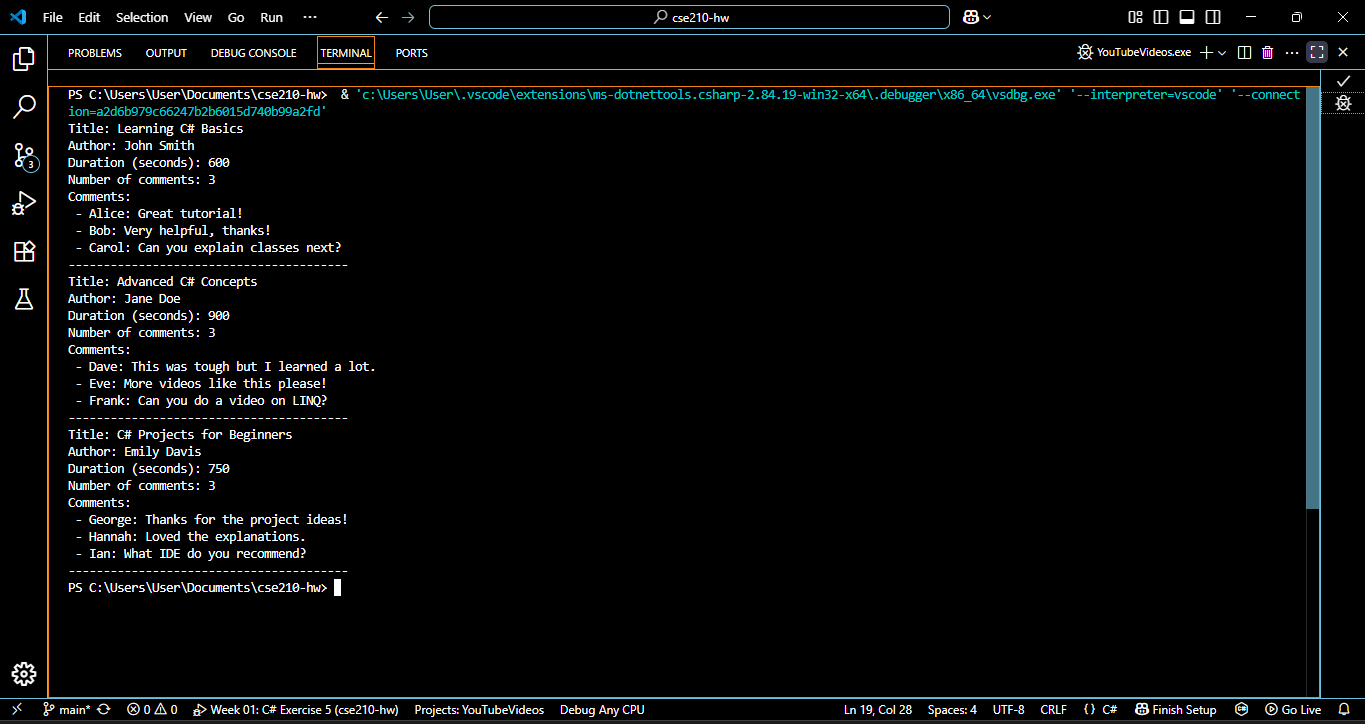 File Edit Selection View Go Run ··· cse210-hw
PROBLEMS OUTPUT DEBUG CONSOLE TERMINAL PORTS YouTubeVideos.exe
PS C:\Users\User\Documents\cse210-hw>  & 'c:\Users\User\.vscode\extensions\ms-dotnettools.csharp-2.84.19-win32-x64\.debugger\x86_64\vsdbg.exe' '--interpreter=vscode' '--connect
ion=a2d6b979c66247b2b6015d740b99a2fd'
Title: Learning C# Basics
Author: John Smith
Duration (seconds): 600
Number of comments: 3
Comments:
 - Alice: Great tutorial!
 - Bob: Very helpful, thanks!
 - Carol: Can you explain classes next?
----------------------------------------
Title: Advanced C# Concepts
Author: Jane Doe
Duration (seconds): 900
Number of comments: 3
Comments:
 - Dave: This was tough but I learned a lot.
 - Eve: More videos like this please!
 - Frank: Can you do a video on LINQ?
----------------------------------------
Title: C# Projects for Beginners
Author: Emily Davis
Duration (seconds): 750
Number of comments: 3
Comments:
 - George: Thanks for the project ideas!
 - Hannah: Loved the explanations.
 - Ian: What IDE do you recommend?
----------------------------------------
PS C:\Users\User\Documents\cse210-hw>
3
main* 0 0 Week 01: C# Exercise 5 (cse210-hw) Projects: YouTubeVideos Debug Any CPU Ln 19, Col 28 Spaces: 4 UTF-8 CRLF {} C# Finish Setup Go Live